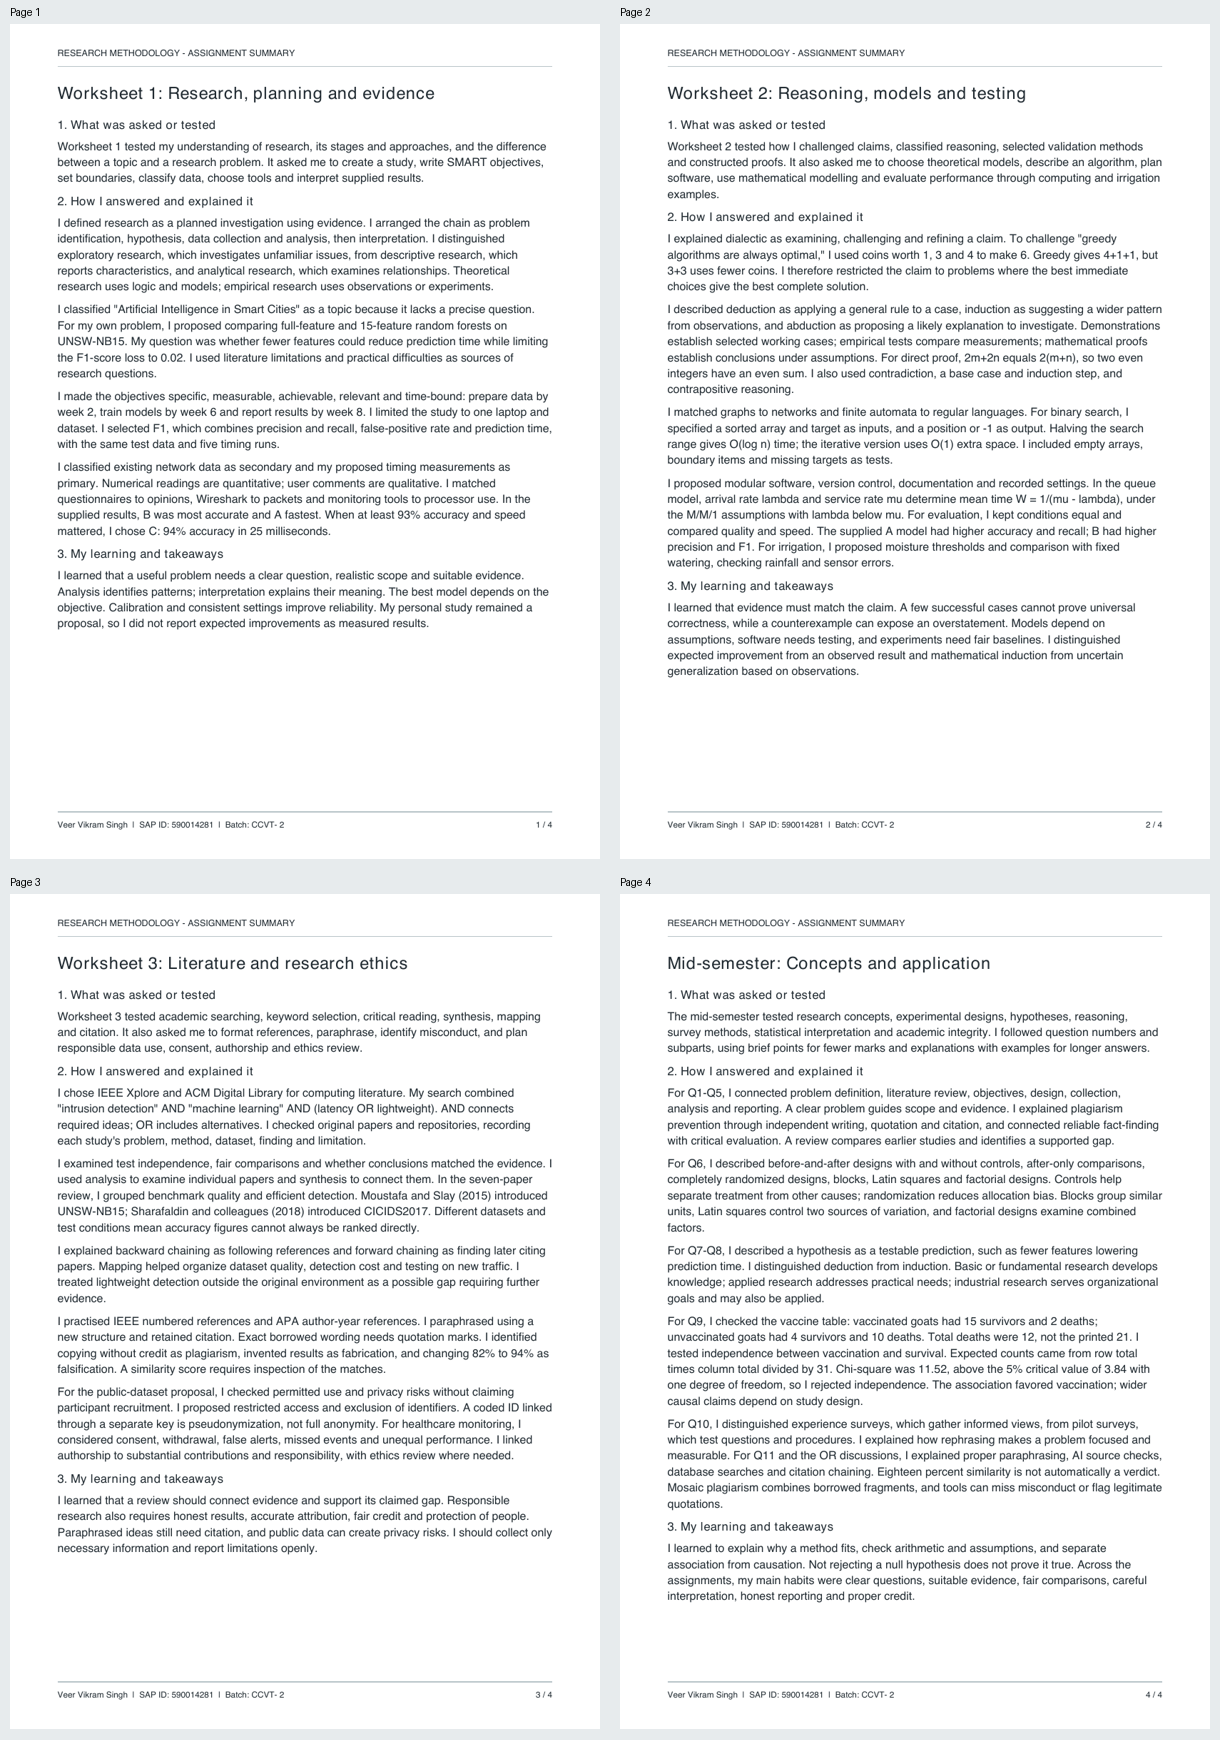 Page 1
RESEARCH METHODOLOGY - ASSIGNMENT SUMMARY
Worksheet 1: Research, planning and evidence
1. What was asked or tested
Worksheet 1 tested my understanding of research, its stages and approaches, and the difference
between a topic and a research problem. It asked me to create a study, write SMART objectives,
set boundaries, classify data, choose tools and interpret supplied results.
2. How I answered and explained it
I defined research as a planned investigation using evidence. I arranged the chain as problem
identification, hypothesis, data collection and analysis, then interpretation. I distinguished
exploratory research, which investigates unfamiliar issues, from descriptive research, which
reports characteristics, and analytical research, which examines relationships. Theoretical
research uses logic and models; empirical research uses observations or experiments.
I classified "Artificial Intelligence in Smart Cities" as a topic because it lacks a precise question.
For my own problem, I proposed comparing full-feature and 15-feature random forests on
UNSW-NB15. My question was whether fewer features could reduce prediction time while limiting
the F1-score loss to 0.02. I used literature limitations and practical difficulties as sources of
research questions.
I made the objectives specific, measurable, achievable, relevant and time-bound: prepare data by
week 2, train models by week 6 and report results by week 8. I limited the study to one laptop and
dataset. I selected F1, which combines precision and recall, false-positive rate and prediction time,
with the same test data and five timing runs.
I classified existing network data as secondary and my proposed timing measurements as
primary. Numerical readings are quantitative; user comments are qualitative. I matched
questionnaires to opinions, Wireshark to packets and monitoring tools to processor use. In the
supplied results, B was most accurate and A fastest. When at least 93% accuracy and speed
mattered, I chose C: 94% accuracy in 25 milliseconds.
3. My learning and takeaways
I learned that a useful problem needs a clear question, realistic scope and suitable evidence.
Analysis identifies patterns; interpretation explains their meaning. The best model depends on the
objective. Calibration and consistent settings improve reliability. My personal study remained a
proposal, so I did not report expected improvements as measured results.
Veer Vikram Singh | SAP ID: 590014281 | Batch: CCVT- 2
1 / 4
Page 2
RESEARCH METHODOLOGY - ASSIGNMENT SUMMARY
Worksheet 2: Reasoning, models and testing
1. What was asked or tested
Worksheet 2 tested how I challenged claims, classified reasoning, selected validation methods
and constructed proofs. It also asked me to choose theoretical models, describe an algorithm, plan
software, use mathematical modelling and evaluate performance through computing and irrigation
examples.
2. How I answered and explained it
I explained dialectic as examining, challenging and refining a claim. To challenge "greedy
algorithms are always optimal," I used coins worth 1, 3 and 4 to make 6. Greedy gives 4+1+1, but
3+3 uses fewer coins. I therefore restricted the claim to problems where the best immediate
choices give the best complete solution.
I described deduction as applying a general rule to a case, induction as suggesting a wider pattern
from observations, and abduction as proposing a likely explanation to investigate. Demonstrations
establish selected working cases; empirical tests compare measurements; mathematical proofs
establish conclusions under assumptions. For direct proof, 2m+2n equals 2(m+n), so two even
integers have an even sum. I also used contradiction, a base case and induction step, and
contrapositive reasoning.
I matched graphs to networks and finite automata to regular languages. For binary search, I
specified a sorted array and target as inputs, and a position or -1 as output. Halving the search
range gives O(log n) time; the iterative version uses O(1) extra space. I included empty arrays,
boundary items and missing targets as tests.
I proposed modular software, version control, documentation and recorded settings. In the queue
model, arrival rate lambda and service rate mu determine mean time W = 1/(mu - lambda), under
the M/M/1 assumptions with lambda below mu. For evaluation, I kept conditions equal and
compared quality and speed. The supplied A model had higher accuracy and recall; B had higher
precision and F1. For irrigation, I proposed moisture thresholds and comparison with fixed
watering, checking rainfall and sensor errors.
3. My learning and takeaways
I learned that evidence must match the claim. A few successful cases cannot prove universal
correctness, while a counterexample can expose an overstatement. Models depend on
assumptions, software needs testing, and experiments need fair baselines. I distinguished
expected improvement from an observed result and mathematical induction from uncertain
generalization based on observations.
Veer Vikram Singh | SAP ID: 590014281 | Batch: CCVT- 2
2 / 4
Page 3
RESEARCH METHODOLOGY - ASSIGNMENT SUMMARY
Worksheet 3: Literature and research ethics
1. What was asked or tested
Worksheet 3 tested academic searching, keyword selection, critical reading, synthesis, mapping
and citation. It also asked me to format references, paraphrase, identify misconduct, and plan
responsible data use, consent, authorship and ethics review.
2. How I answered and explained it
I chose IEEE Xplore and ACM Digital Library for computing literature. My search combined
"intrusion detection" AND "machine learning" AND (latency OR lightweight). AND connects
required ideas; OR includes alternatives. I checked original papers and repositories, recording
each study's problem, method, dataset, finding and limitation.
I examined test independence, fair comparisons and whether conclusions matched the evidence. I
used analysis to examine individual papers and synthesis to connect them. In the seven-paper
review, I grouped benchmark quality and efficient detection. Moustafa and Slay (2015) introduced
UNSW-NB15; Sharafaldin and colleagues (2018) introduced CICIDS2017. Different datasets and
test conditions mean accuracy figures cannot always be ranked directly.
I explained backward chaining as following references and forward chaining as finding later citing
papers. Mapping helped organize dataset quality, detection cost and testing on new traffic. I
treated lightweight detection outside the original environment as a possible gap requiring further
evidence.
I practised IEEE numbered references and APA author-year references. I paraphrased using a
new structure and retained citation. Exact borrowed wording needs quotation marks. I identified
copying without credit as plagiarism, invented results as fabrication, and changing 82% to 94% as
falsification. A similarity score requires inspection of the matches.
For the public-dataset proposal, I checked permitted use and privacy risks without claiming
participant recruitment. I proposed restricted access and exclusion of identifiers. A coded ID linked
through a separate key is pseudonymization, not full anonymity. For healthcare monitoring, I
considered consent, withdrawal, false alerts, missed events and unequal performance. I linked
authorship to substantial contributions and responsibility, with ethics review where needed.
3. My learning and takeaways
I learned that a review should connect evidence and support its claimed gap. Responsible
research also requires honest results, accurate attribution, fair credit and protection of people.
Paraphrased ideas still need citation, and public data can create privacy risks. I should collect only
necessary information and report limitations openly.
Veer Vikram Singh | SAP ID: 590014281 | Batch: CCVT- 2
3 / 4
Page 4
RESEARCH METHODOLOGY - ASSIGNMENT SUMMARY
Mid-semester: Concepts and application
1. What was asked or tested
The mid-semester tested research concepts, experimental designs, hypotheses, reasoning,
survey methods, statistical interpretation and academic integrity. I followed question numbers and
subparts, using brief points for fewer marks and explanations with examples for longer answers.
2. How I answered and explained it
For Q1-Q5, I connected problem definition, literature review, objectives, design, collection,
analysis and reporting. A clear problem guides scope and evidence. I explained plagiarism
prevention through independent writing, quotation and citation, and connected reliable fact-finding
with critical evaluation. A review compares earlier studies and identifies a supported gap.
For Q6, I described before-and-after designs with and without controls, after-only comparisons,
completely randomized designs, blocks, Latin squares and factorial designs. Controls help
separate treatment from other causes; randomization reduces allocation bias. Blocks group similar
units, Latin squares control two sources of variation, and factorial designs examine combined
factors.
For Q7-Q8, I described a hypothesis as a testable prediction, such as fewer features lowering
prediction time. I distinguished deduction from induction. Basic or fundamental research develops
knowledge; applied research addresses practical needs; industrial research serves organizational
goals and may also be applied.
For Q9, I checked the vaccine table: vaccinated goats had 15 survivors and 2 deaths;
unvaccinated goats had 4 survivors and 10 deaths. Total deaths were 12, not the printed 21. I
tested independence between vaccination and survival. Expected counts came from row total
times column total divided by 31. Chi-square was 11.52, above the 5% critical value of 3.84 with
one degree of freedom, so I rejected independence. The association favored vaccination; wider
causal claims depend on study design.
For Q10, I distinguished experience surveys, which gather informed views, from pilot surveys,
which test questions and procedures. I explained how rephrasing makes a problem focused and
measurable. For Q11 and the OR discussions, I explained proper paraphrasing, AI source checks,
database searches and citation chaining. Eighteen percent similarity is not automatically a verdict.
Mosaic plagiarism combines borrowed fragments, and tools can miss misconduct or flag legitimate
quotations.
3. My learning and takeaways
I learned to explain why a method fits, check arithmetic and assumptions, and separate
association from causation. Not rejecting a null hypothesis does not prove it true. Across the
assignments, my main habits were clear questions, suitable evidence, fair comparisons, careful
interpretation, honest reporting and proper credit.
Veer Vikram Singh | SAP ID: 590014281 | Batch: CCVT- 2
4 / 4